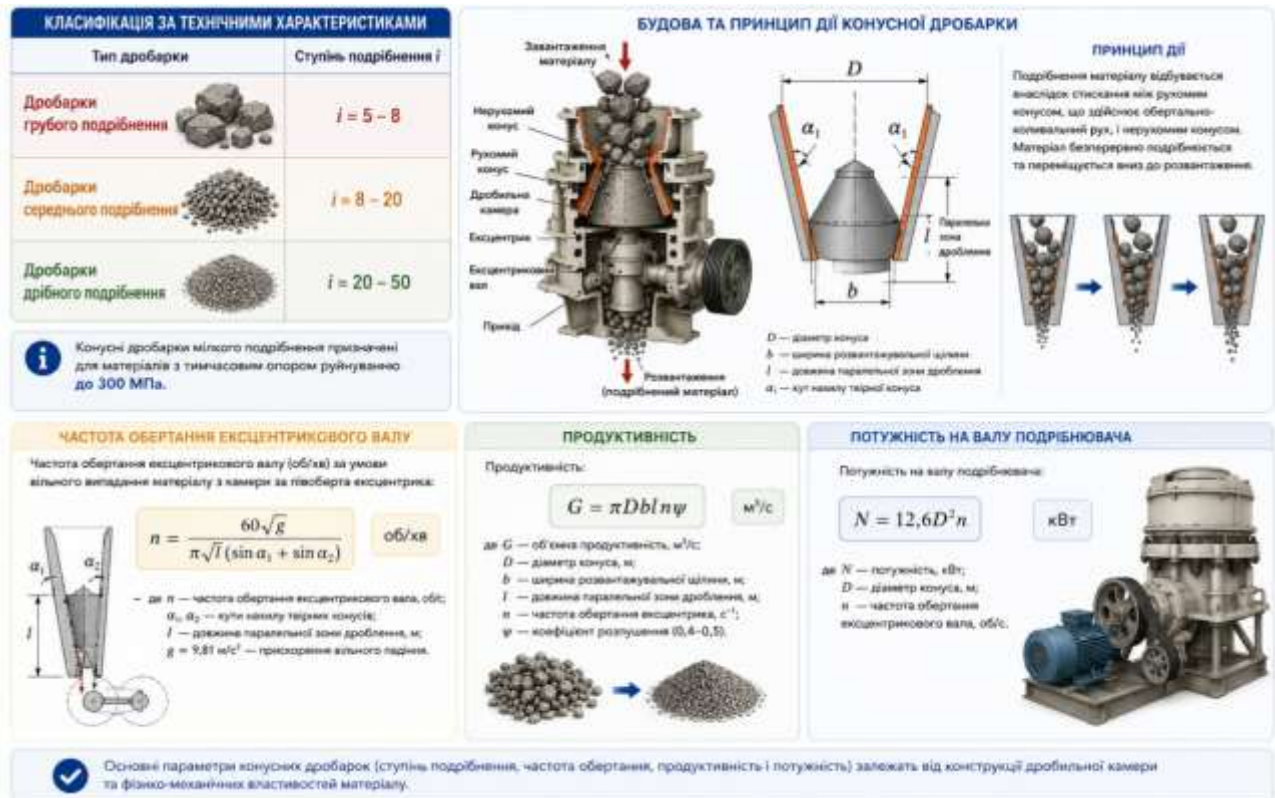 КЛАСИФІКАЦІЯ ЗА ТЕХНІЧНИМИ ХАРАКТЕРИСТИКАМИ
Тип дробарки
Ступінь подрібнення i
Дробарки
грубого подрібнення
i = 5 – 8
Дробарки
середнього подрібнення
i = 8 – 20
Дробарки
дрібного подрібнення
i = 20 – 50
i
Конусні дробарки мілкого подрібнення призначені
для матеріалів з тимчасовим опором руйнуванню
до 300 МПа.
БУДОВА ТА ПРИНЦИП ДІЇ КОНУСНОЇ ДРОБАРКИ
Завантаження
матеріалу
Нерухомий
конус
Рухомий
конус
Дробильна
камера
Ексцентрик
Ексцентриковий
вал
Привід
Розвантаження
(подрібнений матеріал)
D
α₁
α₁
l
Паралельна
зона
дроблення
b
D — діаметр конуса
b — ширина розвантажувальної щілини
l — довжина паралельної зони дроблення
α₁ — кут нахилу твірної конуса
ПРИНЦИП ДІЇ
Подрібнення матеріалу відбувається
внаслідок стискання між рухомим
конусом, що здійснює обертально-
коливальний рух, і нерухомим конусом.
Матеріал безперервно подрібнюється
та переміщується вниз до розвантаження.
ЧАСТОТА ОБЕРТАННЯ ЕКСЦЕНТРИКОВОГО ВАЛУ
Частота обертання ексцентрикового валу (об/хв) за умови
вільного випадання матеріалу з камери за півоберта ексцентрика:
n = 60√g / π√l (sin α₁ + sin α₂)
об/хв
α₁
α₂
l
– де n — частота обертання ексцентрикового вала, об/с;
α₁, α₂ — кути нахилу твірних конусів;
l — довжина паралельної зони дроблення, м;
g = 9,81 м/с² — прискорення вільного падіння.
ПРОДУКТИВНІСТЬ
Продуктивність:
G = πDblnψ
м³/с
де G — об'ємна продуктивність, м³/с;
D — діаметр конуса, м;
b — ширина розвантажувальної щілини, м;
l — довжина паралельної зони дроблення, м;
n — частота обертання ексцентрика, с⁻¹;
ψ — коефіцієнт розпушення (0,4–0,5).
ПОТУЖНІСТЬ НА ВАЛУ ПОДРІБНЮВАЧА
Потужність на валу подрібнювача:
N = 12,6D²n
кВт
де N — потужність, кВт;
D — діаметр конуса, м;
n — частота обертання
ексцентрикового вала, об/с.
Основні параметри конусних дробарок (ступінь подрібнення, частота обертання, продуктивність і потужність) залежать від конструкції дробильної камери
та фізико-механічних властивостей матеріалу.